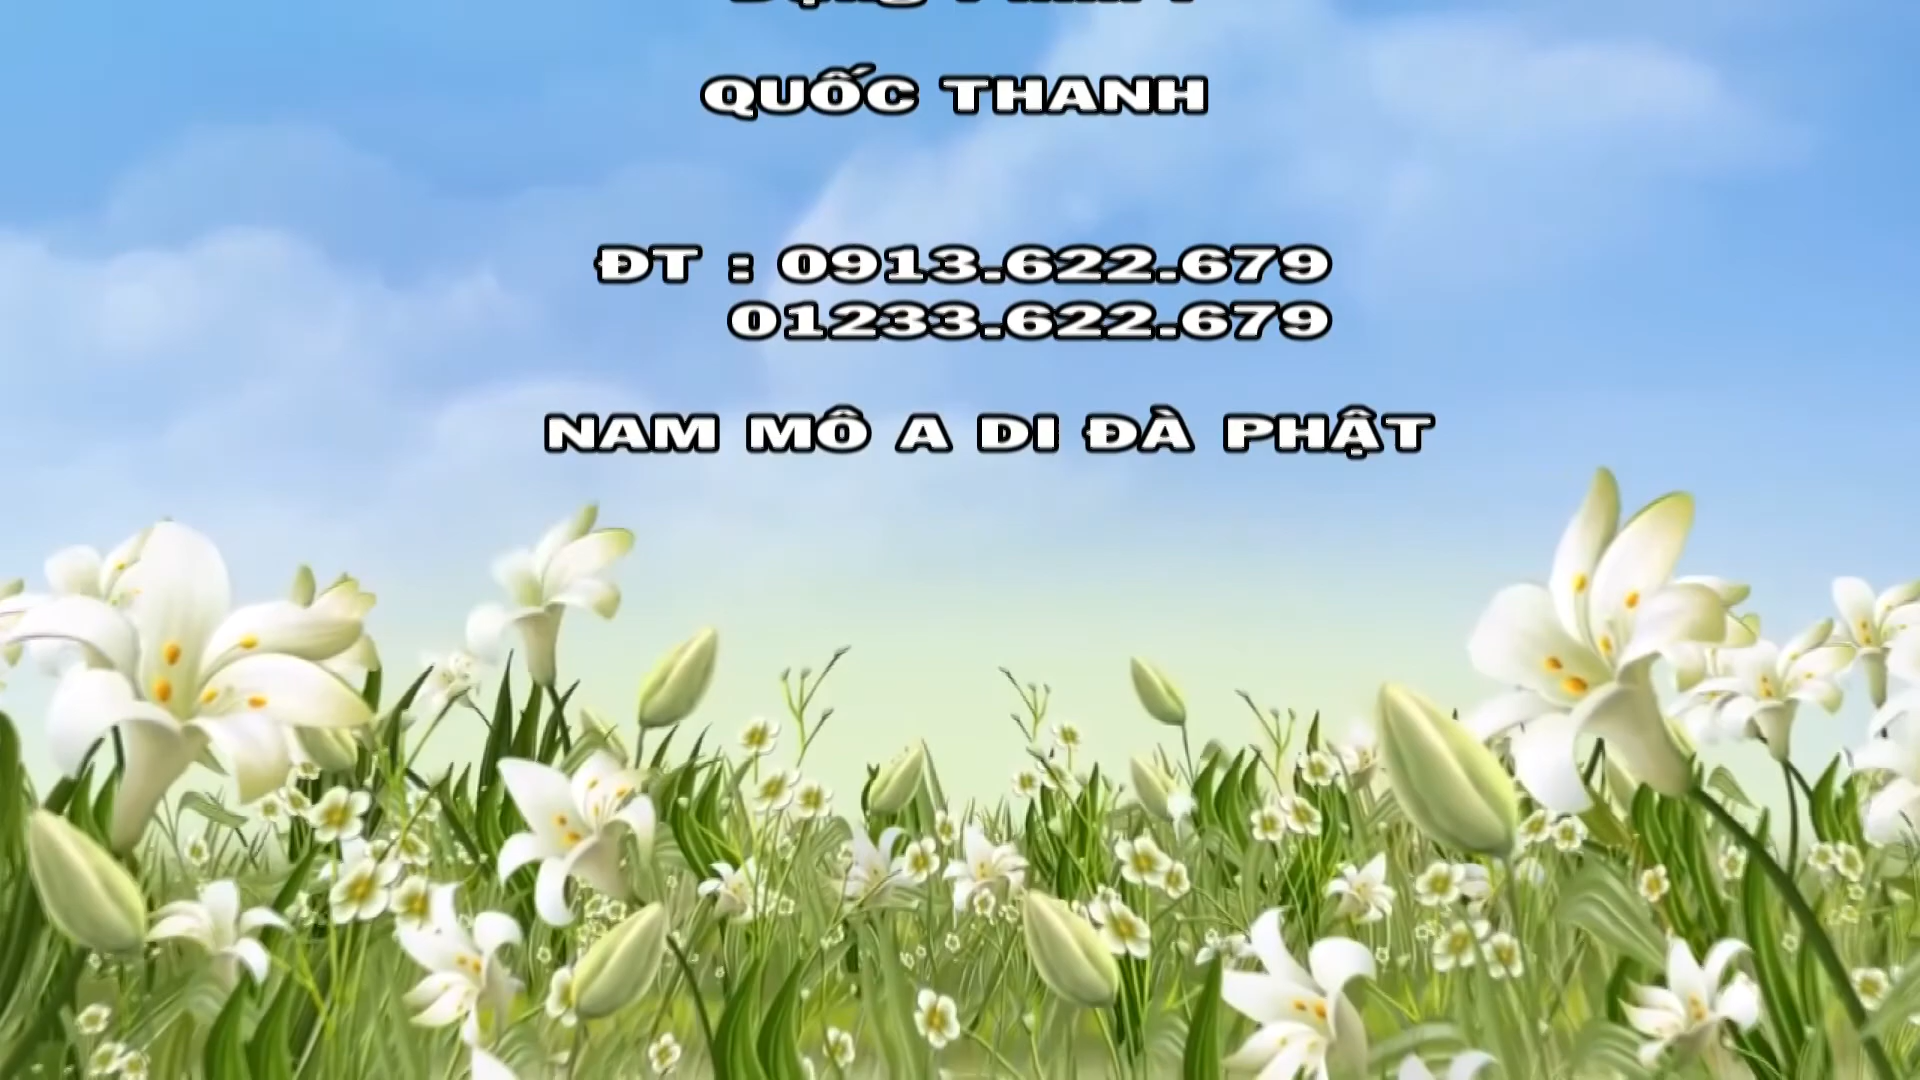 QUỐC THANH
ĐT : 0913.622.679
01233.622.679
NAM MÔ A DI ĐÀ PHẬT